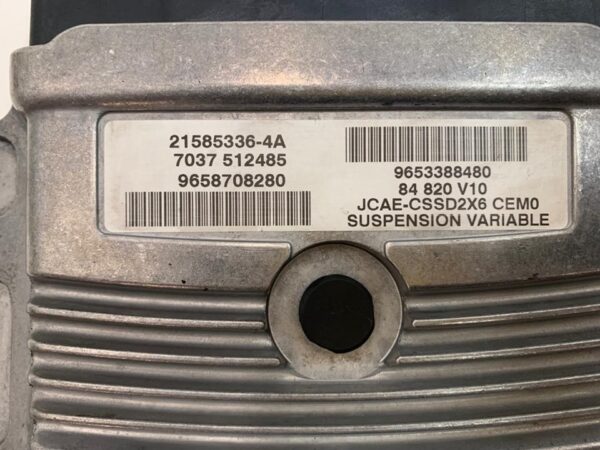 21585336-4A
7037 512485
9658708280
9653388480
84 820 V10
JCAE-CSSD2X6 CEM0
SUSPENSION VARIABLE